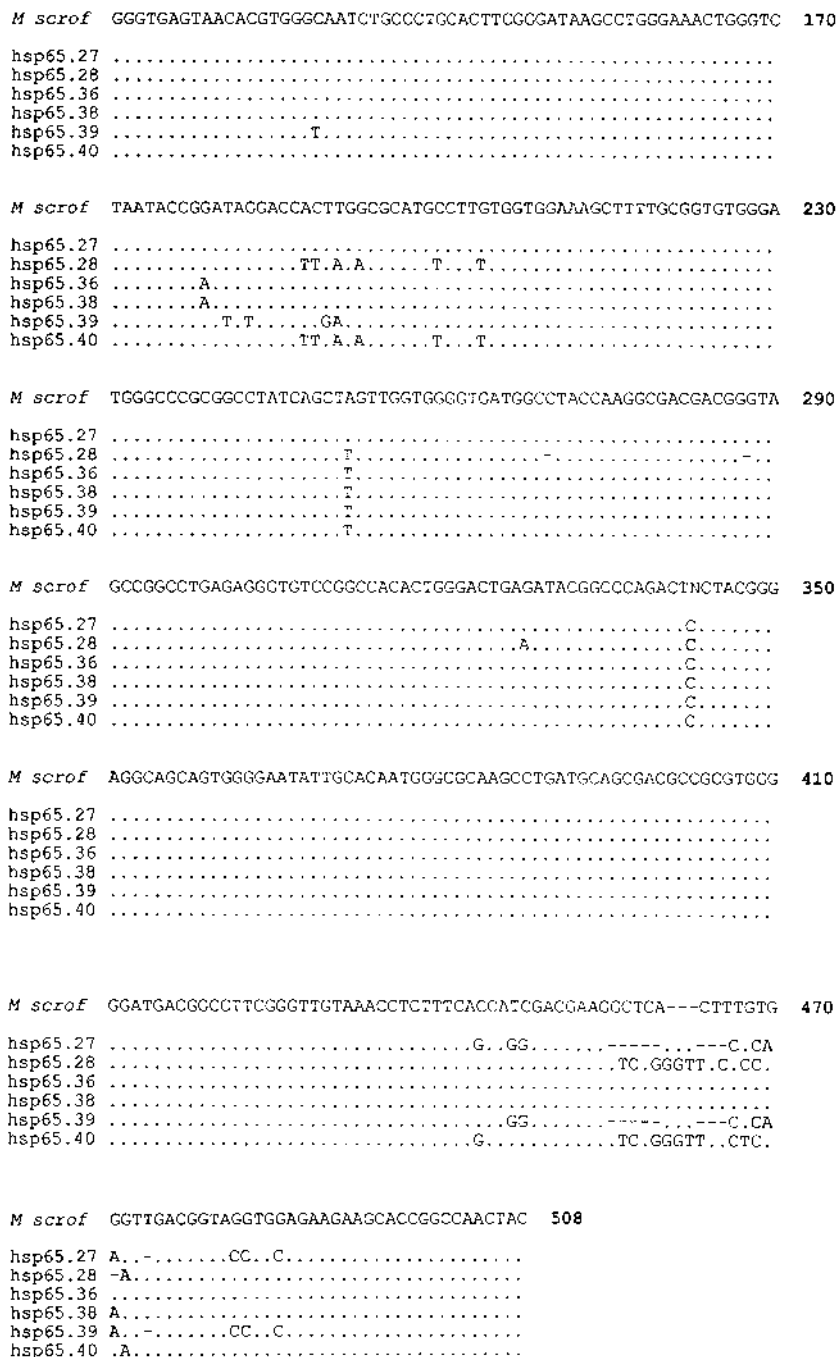 M scrof GGGTGAGTAACACGTGGGCAATCTGCCCTGCACTTCGGGATAAGCCTGGGAAACTGGGTC 170
hsp65.27 ............................................................
hsp65.28 ............................................................
hsp65.36 ............................................................
hsp65.38 ............................................................
hsp65.39 ..................T.........................................
hsp65.40 ............................................................
M scrof TAATACCGGATAGGACCACTTGGCGCATGCCTTGTGGTGGAAAGCTTTTGCGGTGTGGGA 230
hsp65.27 ............................................................
hsp65.28 .................TT.A.A......T...T..........................
hsp65.36 ........A...................................................
hsp65.38 ........A...................................................
hsp65.39 ..........T.T......GA.......................................
hsp65.40 .................TT.A.A......T...T..........................
M scrof TGGGCCCGCGGCCTATCAGCTAGTTGGTGGGGTGATGGCCTACCAAGGCGACGACGGGTA 290
hsp65.27 ............................................................
hsp65.28 .....................T.................-.................-..
hsp65.36 .....................T......................................
hsp65.38 .....................T......................................
hsp65.39 .....................T......................................
hsp65.40 .....................T......................................
M scrof GCCGGCCTGAGAGGGTGTCCGGCCACACTGGGACTGAGATACGGCCCAGACTNCTACGGG 350
hsp65.27 ....................................................C.......
hsp65.28 .....................................A..............C.......
hsp65.36 ....................................................C.......
hsp65.38 ....................................................C.......
hsp65.39 ....................................................C.......
hsp65.40 ....................................................C.......
M scrof AGGCAGCAGTGGGGAATATTGCACAATGGGCGCAAGCCTGATGCAGCGACGCCGCGTGGG 410
hsp65.27 ............................................................
hsp65.28 ............................................................
hsp65.36 ............................................................
hsp65.38 ............................................................
hsp65.39 ............................................................
hsp65.40 ............................................................
M scrof GGATGACGGCCTTCGGGTTGTAAACCTCTTTCACCATCGACGAAGGCTCA---CTTTGTG 470
hsp65.27 .................................G..GG.......-----...---C.CA
hsp65.28 ..............................................TC.GGGTT.C.CC.
hsp65.36 ............................................................
hsp65.38 ............................................................
hsp65.39 ....................................GG.......-----...---C.CA
hsp65.40 .................................G............TC.GGGTT..CTC.
M scrof GGTTGACGGTAGGTGGAGAAGAAGCACCGGCCAACTAC 508
hsp65.27 A..-.......CC..C......................
hsp65.28 -A....................................
hsp65.36 ......................................
hsp65.38 A.....................................
hsp65.39 A..-.......CC..C......................
hsp65.40 .A....................................